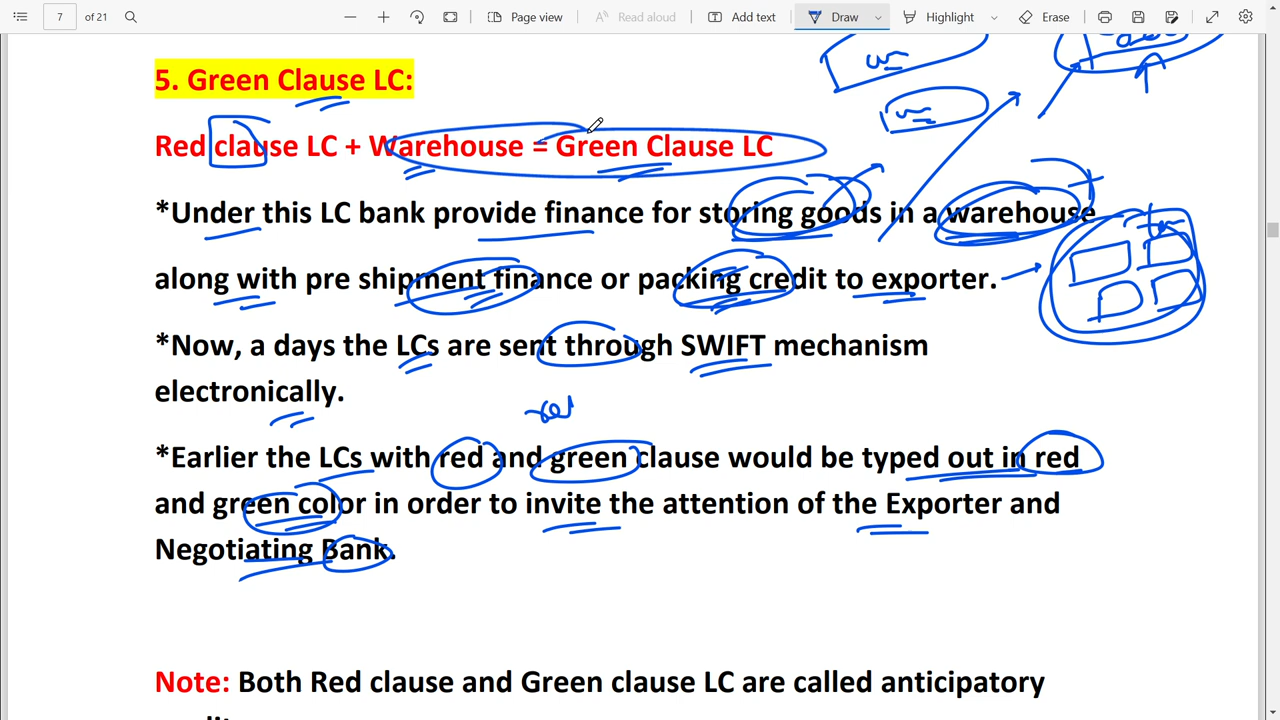 7 of 21 Page view Read aloud Add text Draw Highlight Erase
5. Green Clause LC:
Red clause LC + Warehouse = Green Clause LC
*Under this LC bank provide finance for storing goods in a warehouse
along with pre shipment finance or packing credit to exporter.
*Now, a days the LCs are sent through SWIFT mechanism
electronically.
red
*Earlier the LCs with red and green clause would be typed out in red
and green color in order to invite the attention of the Exporter and
Negotiating Bank.
Note: Both Red clause and Green clause LC are called anticipatory